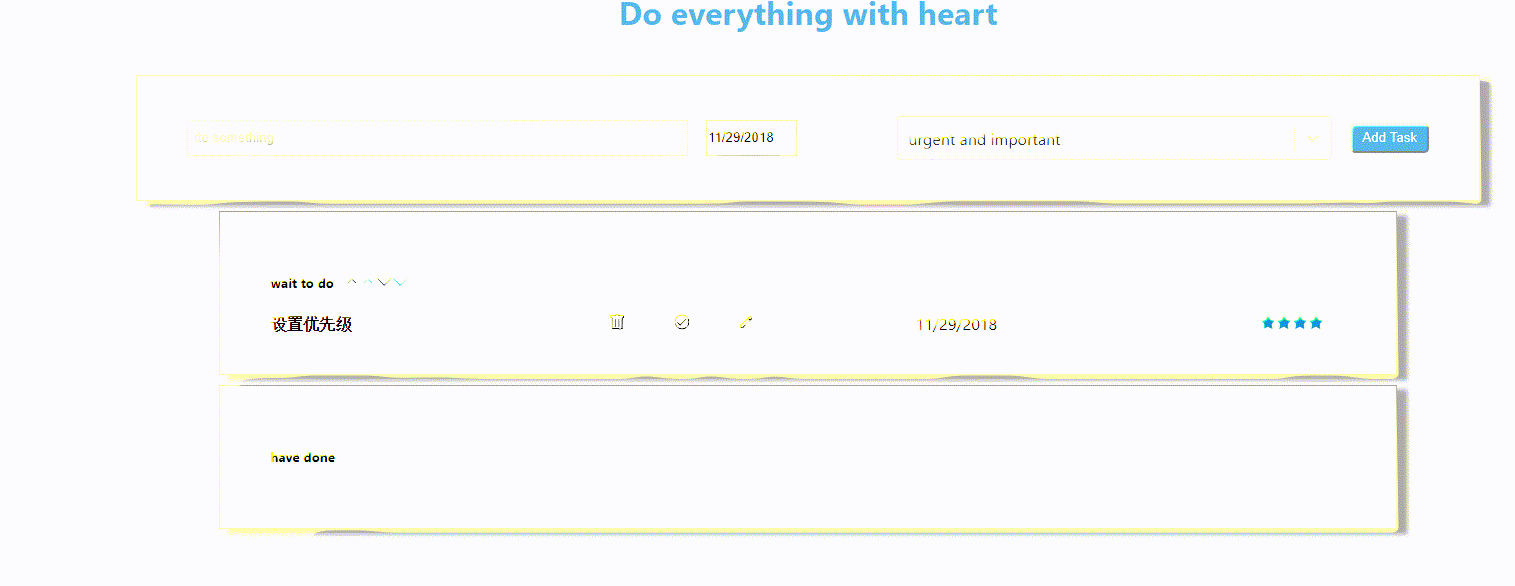 Do everything with heart
do something
11/29/2018
urgent and important
Add Task
wait to do
设置优先级
11/29/2018
have done